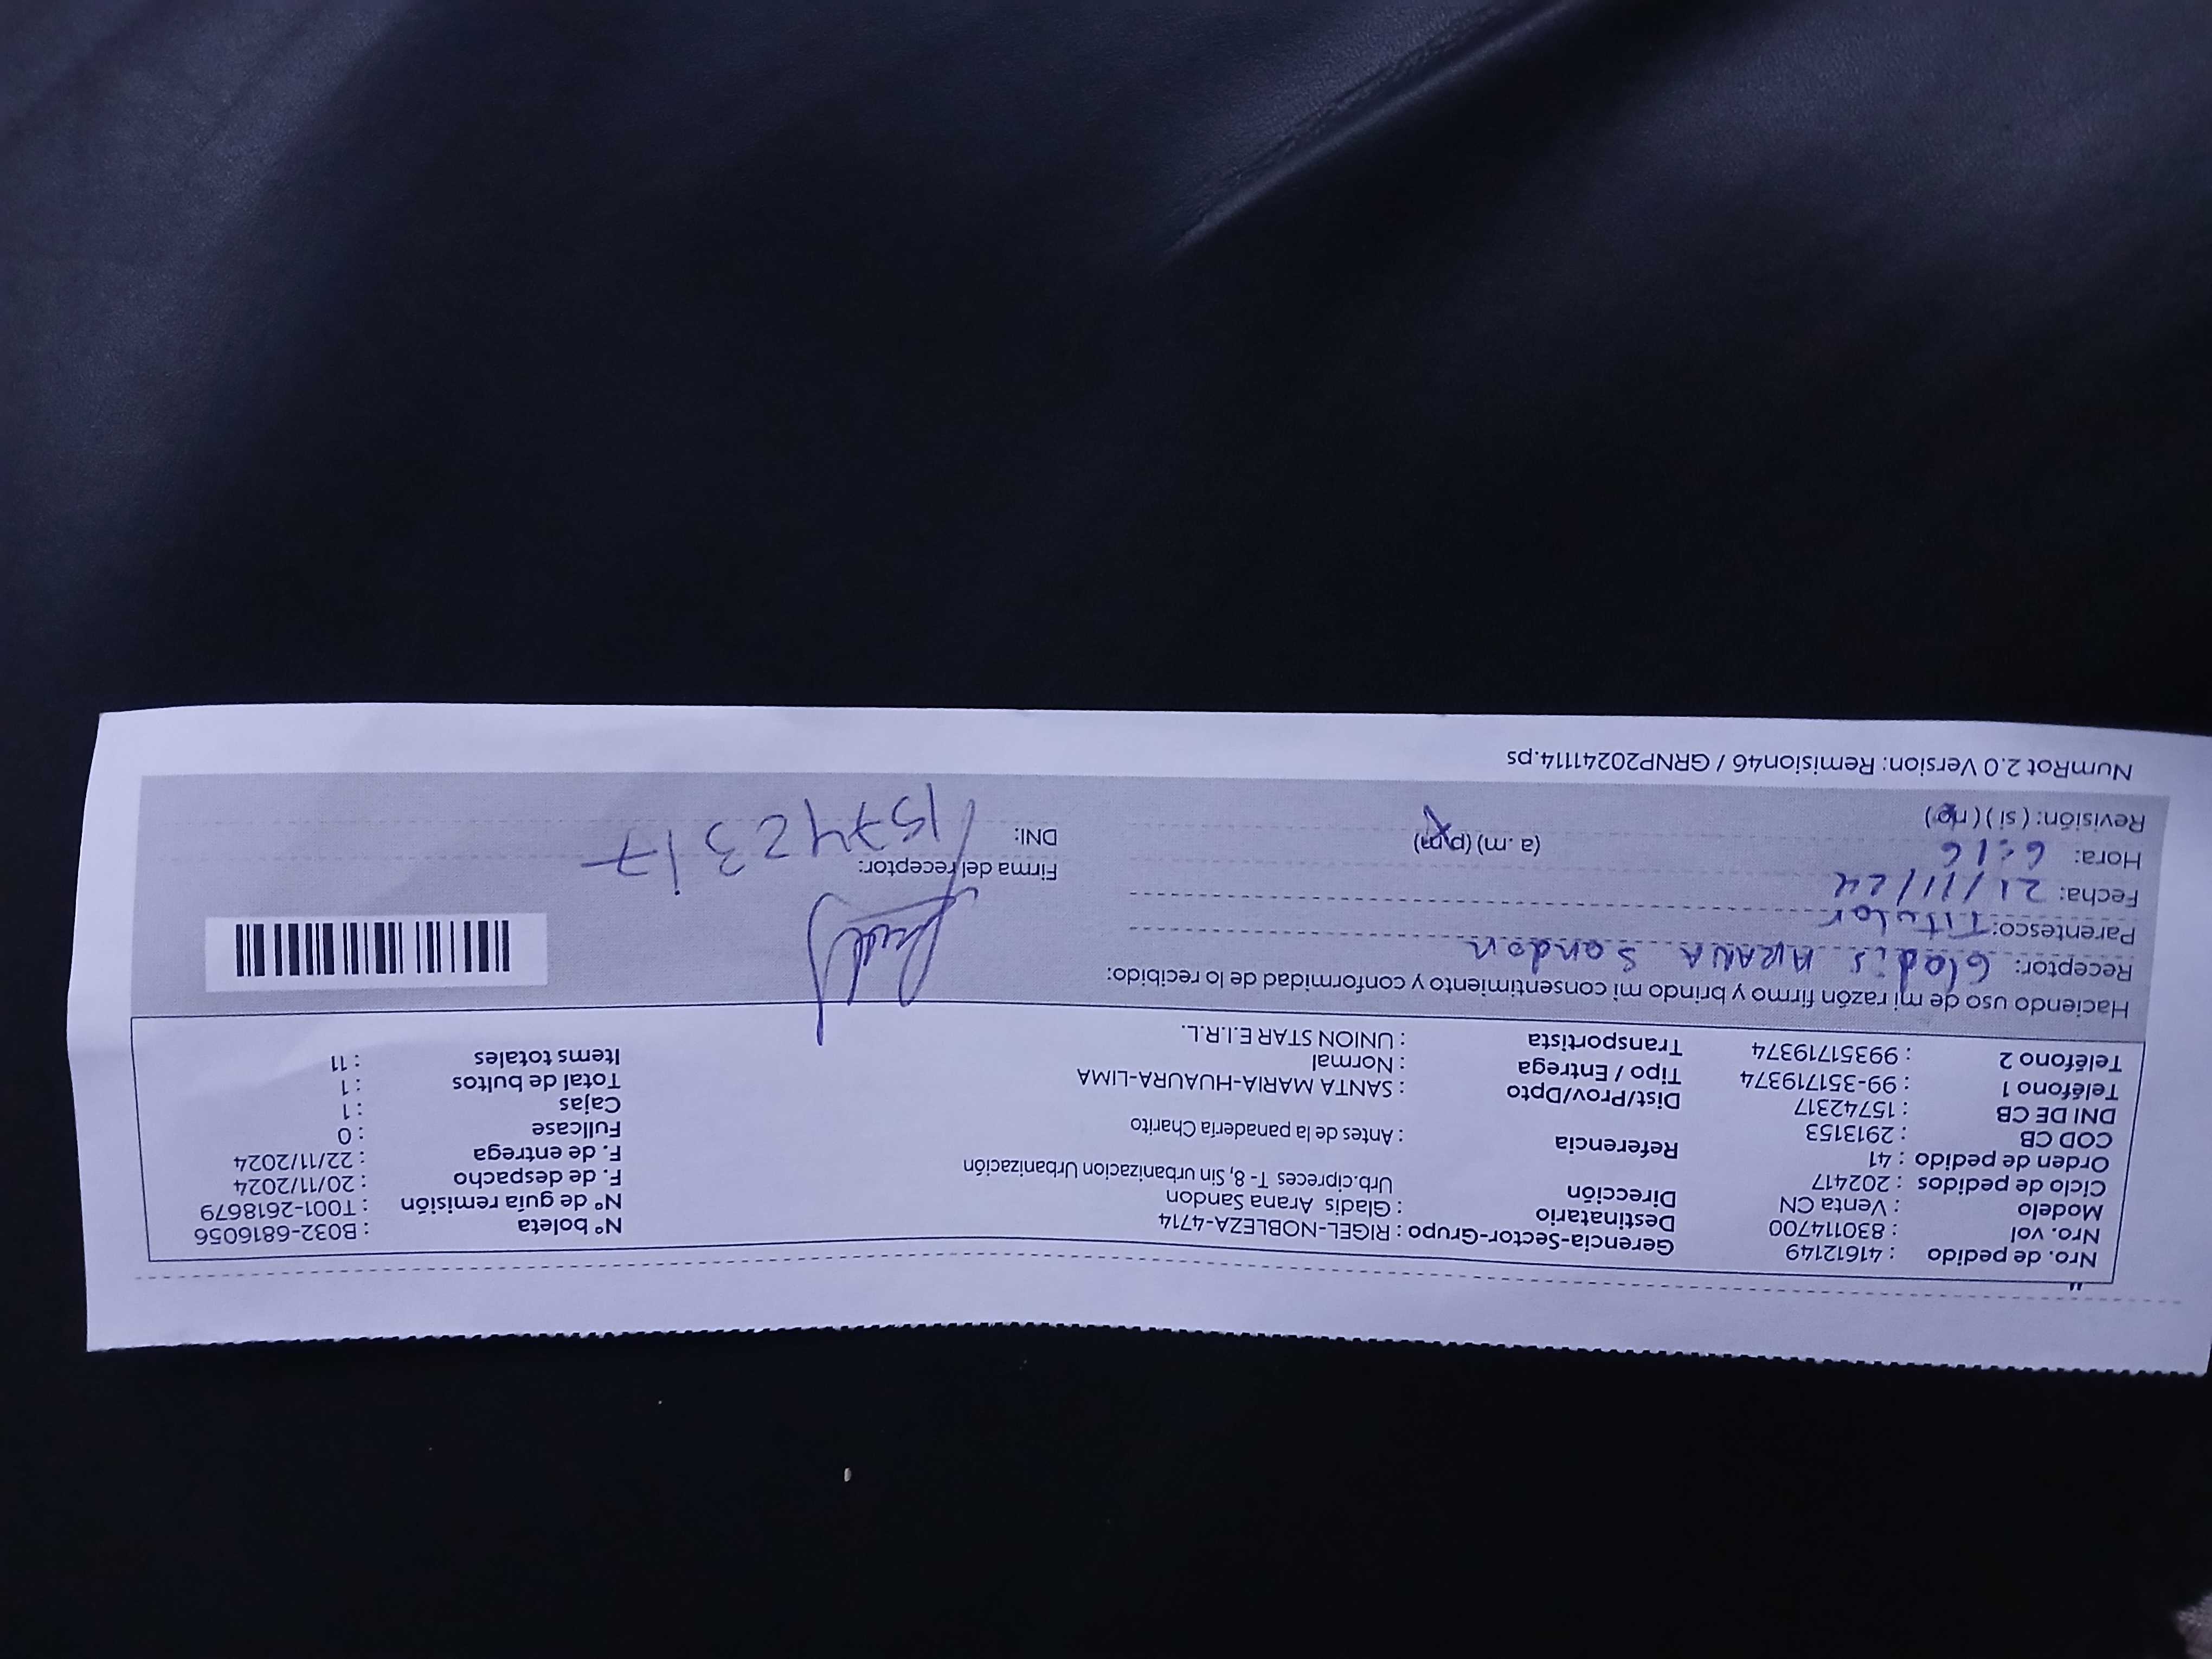 Nro. de pedido : 41612149
Nro. vol : 830114700
Modelo : Venta CN
Ciclo de pedidos : 202417
Orden de pedido : 41
COD CB : 2913153
DNI DE CB : 15742317
Teléfono 1 : 99-351719374
Teléfono 2 : 99351719374
Gerencia-Sector-Grupo : RIGEL-NOBLEZA-4714
Destinatario : Gladis Arana Sandon
Dirección Urb.cipreces T- 8, Sin urbanizacion Urbanización
Referencia : Antes de la panadería Charito
Dist/Prov/Dpto : SANTA MARIA-HUAURA-LIMA
Tipo / Entrega : Normal
Transportista : UNION STAR E.I.R.L.
N° boleta : B032-6816056
N° de guía remisión : T001-2618679
F. de despacho : 20/11/2024
F. de entrega : 22/11/2024
Fullcase : 0
Cajas : 1
Total de bultos : 1
Items totales : 11
Haciendo uso de mi razón firmo y brindo mi consentimiento y conformidad de lo recibido:
Receptor: Gladis ARANA Sandon
Parentesco: Titular
Fecha: 21/11/24
Hora: 6:16 (a.m) (p.m)
Revisión: (si) (no)
Firma del receptor:
DNI: 15742317
NumRot 2.0 Version: Remision46 / GRNP20241114.ps